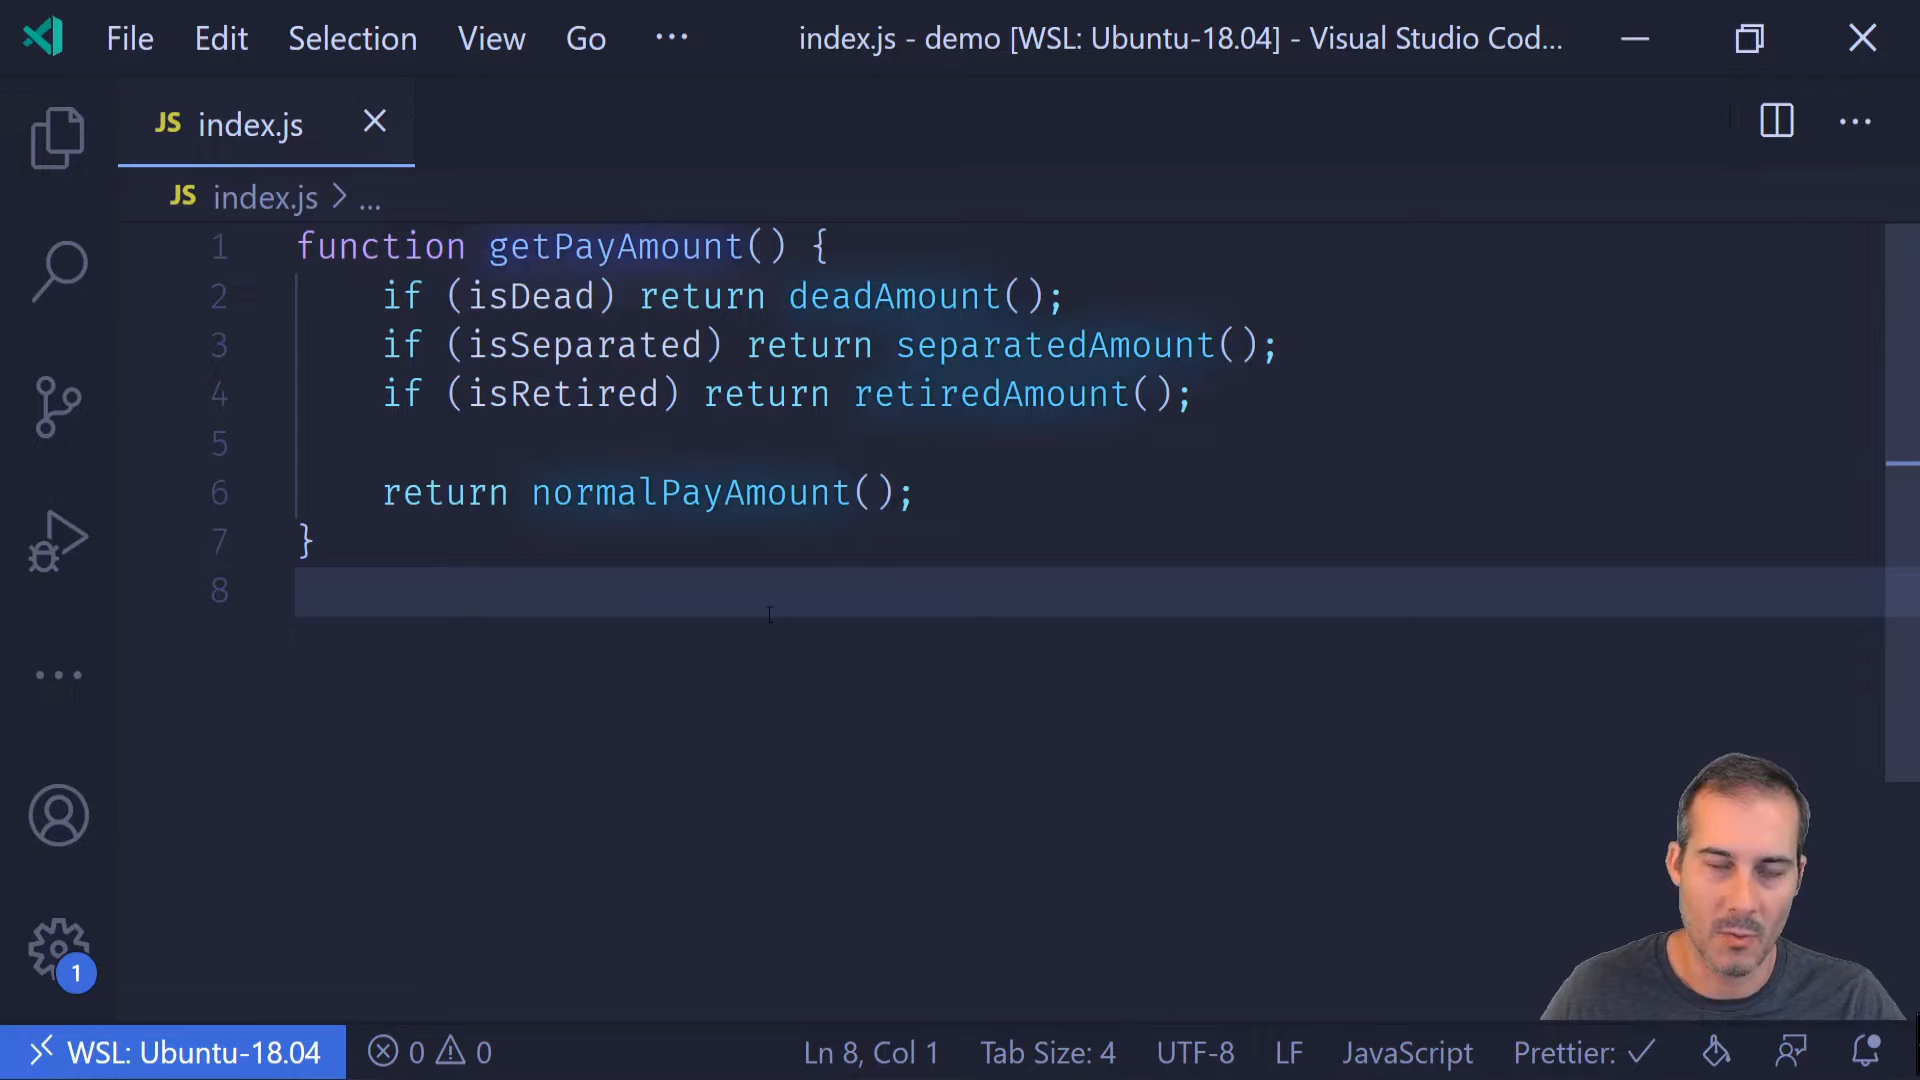 File Edit Selection View Go ··· index.js - demo [WSL: Ubuntu-18.04] - Visual Studio Cod...
JS index.js
JS index.js > ...
1 function getPayAmount() {
2 if (isDead) return deadAmount();
3 if (isSeparated) return separatedAmount();
4 if (isRetired) return retiredAmount();
5
6 return normalPayAmount();
7 }
8
1
WSL: Ubuntu-18.04 0 0 Ln 8, Col 1 Tab Size: 4 UTF-8 LF JavaScript Prettier: ✓